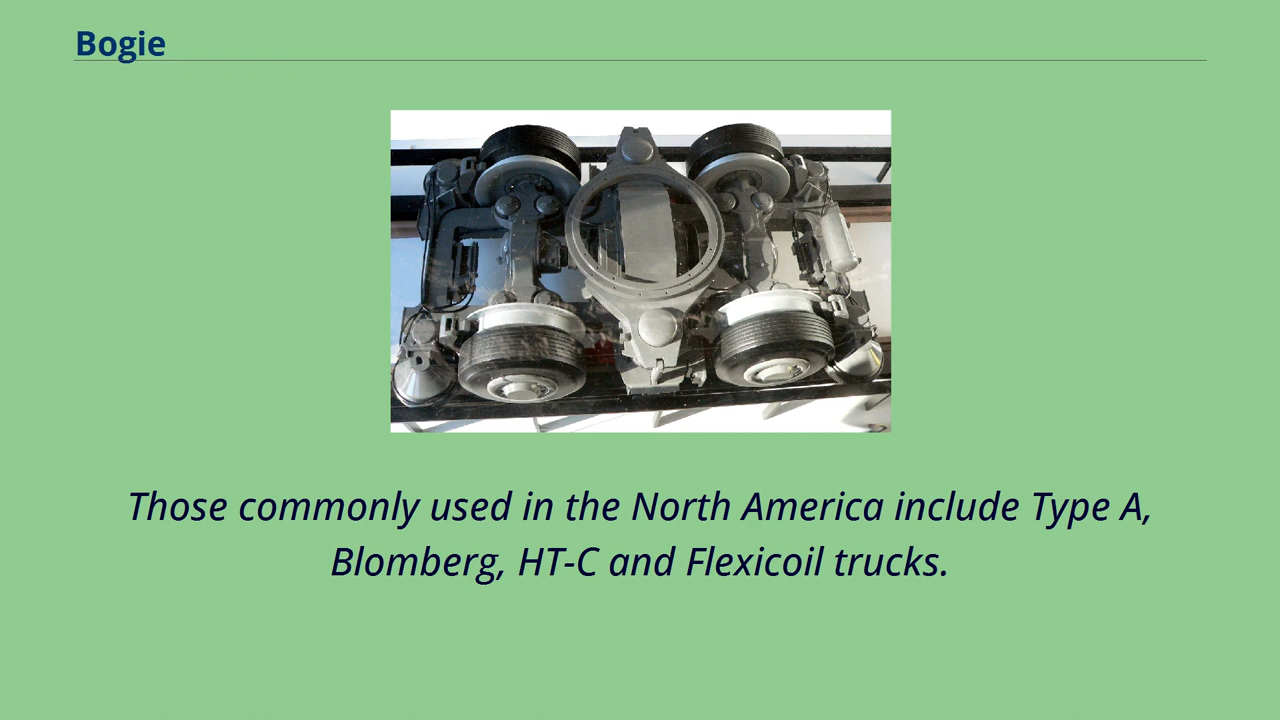 Bogie
Those commonly used in the North America include Type A,
Blomberg, HT-C and Flexicoil trucks.